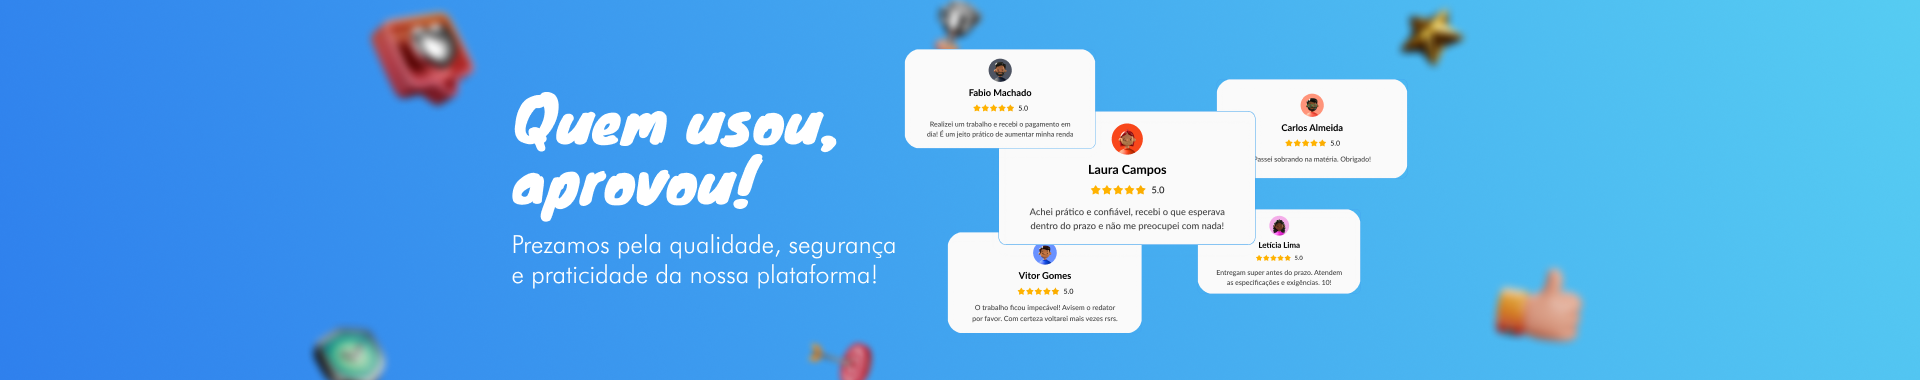 Quem usou,
aprovou!
Prezamos pela qualidade, segurança
e praticidade da nossa plataforma!
Fabio Machado
5.0
Realizei um trabalho e recebi o pagamento em
dia! É um jeito prático de aumentar minha renda
Carlos Almeida
5.0
Passei sobrando na matéria. Obrigado!
Laura Campos
5.0
Achei prático e confiável, recebi o que esperava
dentro do prazo e não me preocupei com nada!
Letícia Lima
5.0
Entregam super antes do prazo. Atendem
as especificações e exigências. 10!
Vitor Gomes
5.0
O trabalho ficou impecável! Avisem o redator
por favor. Com certeza voltarei mais vezes rsrs.